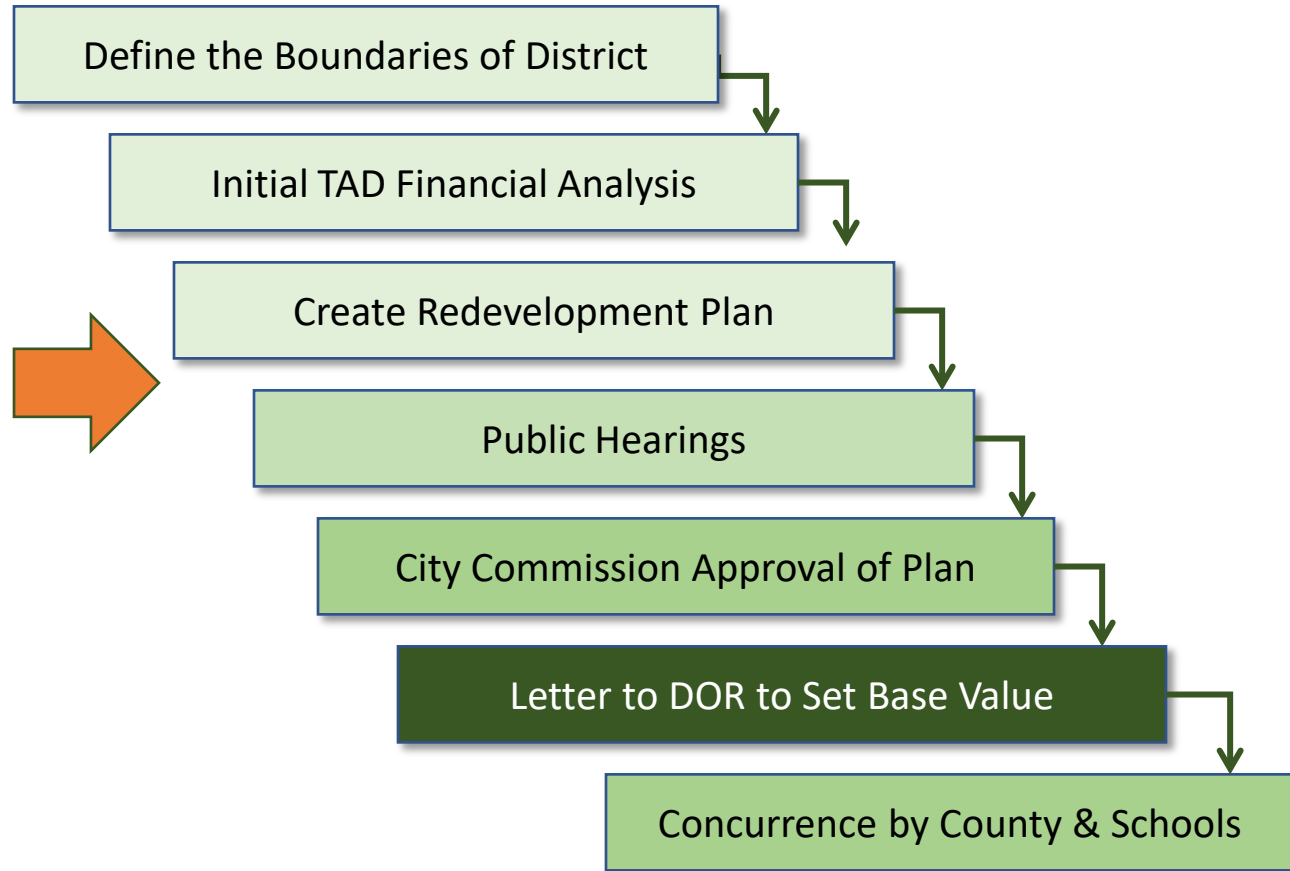 Define the Boundaries of District
Initial TAD Financial Analysis
Create Redevelopment Plan
Public Hearings
City Commission Approval of Plan
Letter to DOR to Set Base Value
Concurrence by County & Schools